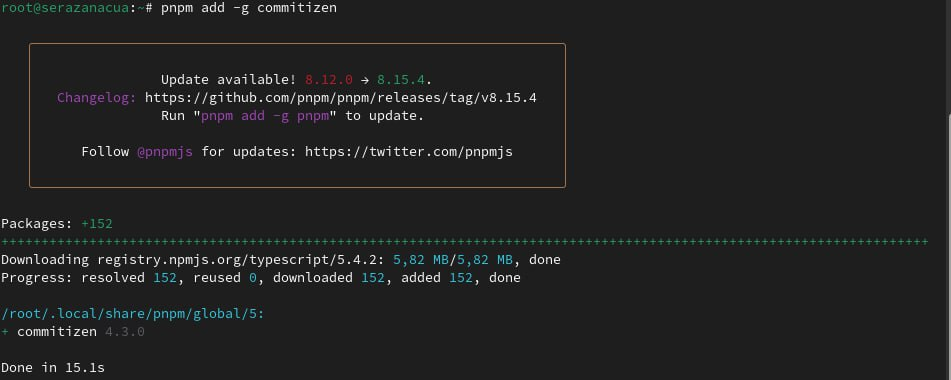 root@serazanacua:~# pnpm add -g commitizen
Update available! 8.12.0 → 8.15.4.
Changelog: https://github.com/pnpm/pnpm/releases/tag/v8.15.4
Run "pnpm add -g pnpm" to update.
Follow @pnpmjs for updates: https://twitter.com/pnpmjs
Packages: +152
++++++++++++++++++++++++++++++++++++++++++++++++++++++++++++++++++++++++++++++++++++++++++++++++++++++++++++++++++++
Downloading registry.npmjs.org/typescript/5.4.2: 5,82 MB/5,82 MB, done
Progress: resolved 152, reused 0, downloaded 152, added 152, done
/root/.local/share/pnpm/global/5:
+ commitizen 4.3.0
Done in 15.1s